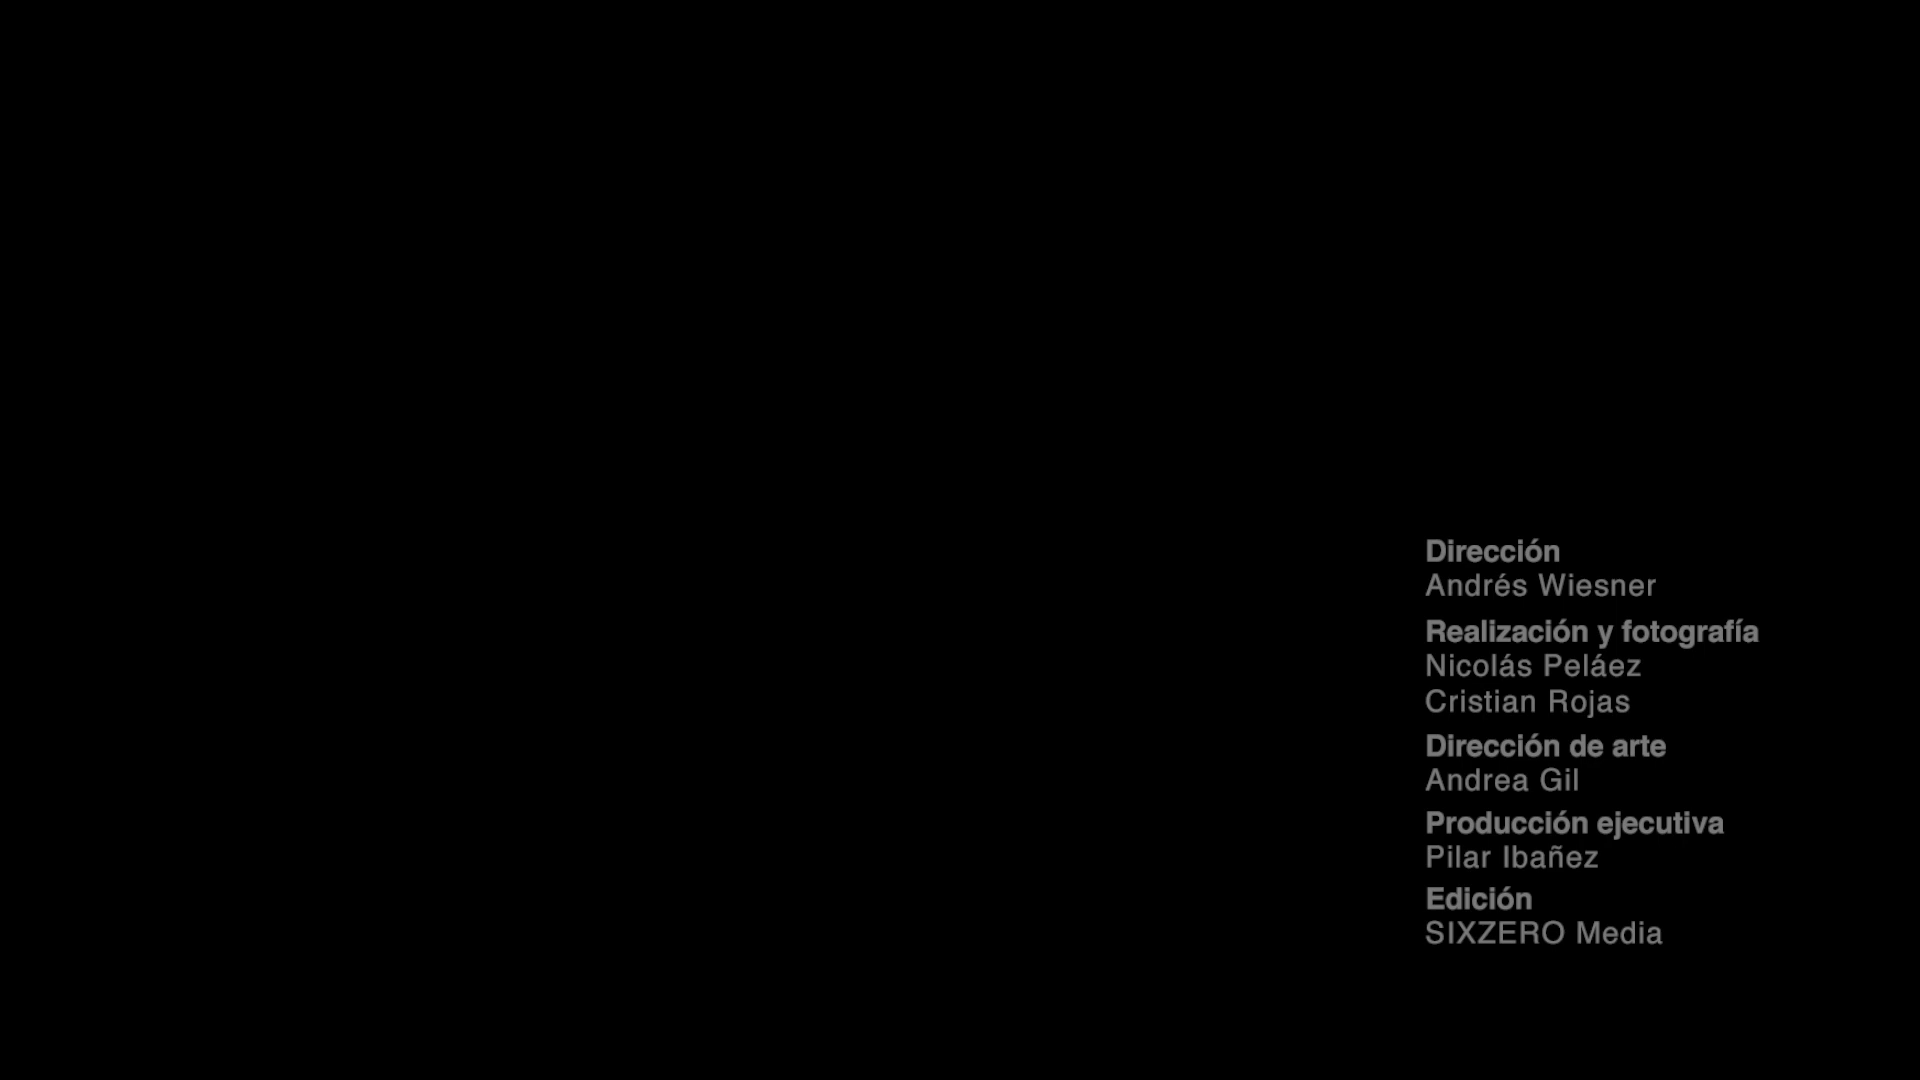 Dirección
Andrés Wiesner
Realización y fotografía
Nicolás Peláez
Cristian Rojas
Dirección de arte
Andrea Gil
Producción ejecutiva
Pilar Ibañez
Edición
SIXZERO Media